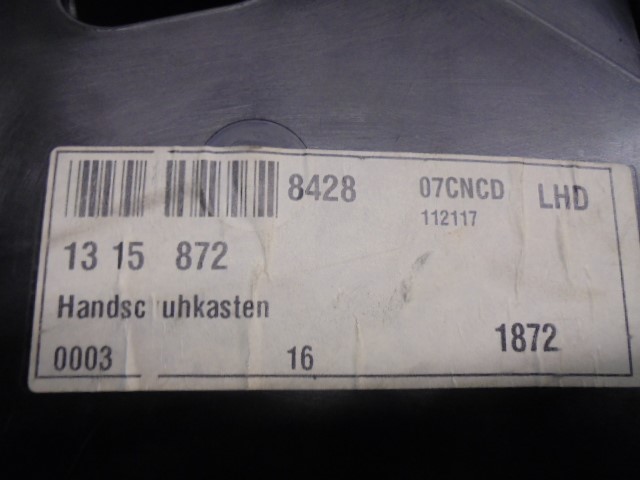 8428 07CNCD LHD
112117
13 15 872
Handsc uhkasten
1872
0003 16